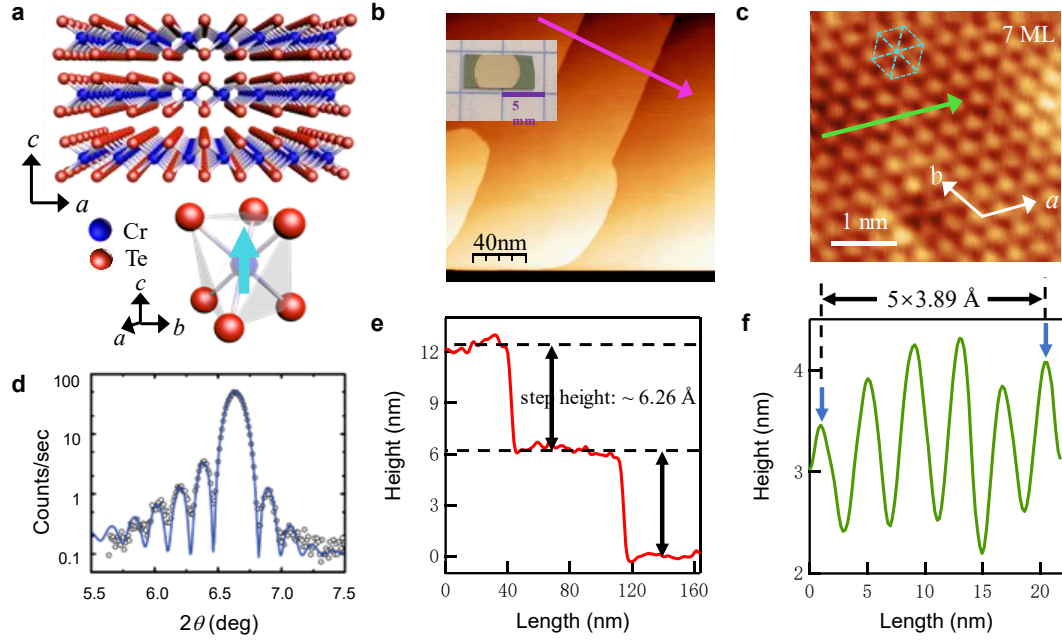 a
c
a
Cr
Te
c
a
b
b
5
mm
40nm
c
7 ML
b
a
1 nm
d
100
10
1
0.1
Counts/sec
5.5
6.0
6.5
7.0
7.5
2θ (deg)
e
12
9
6
3
0
Height (nm)
step height: ~ 6.26 Å
0
40
80
120
160
Length (nm)
f
5×3.89 Å
4
3
2
Height (nm)
0
5
10
15
20
Length (nm)